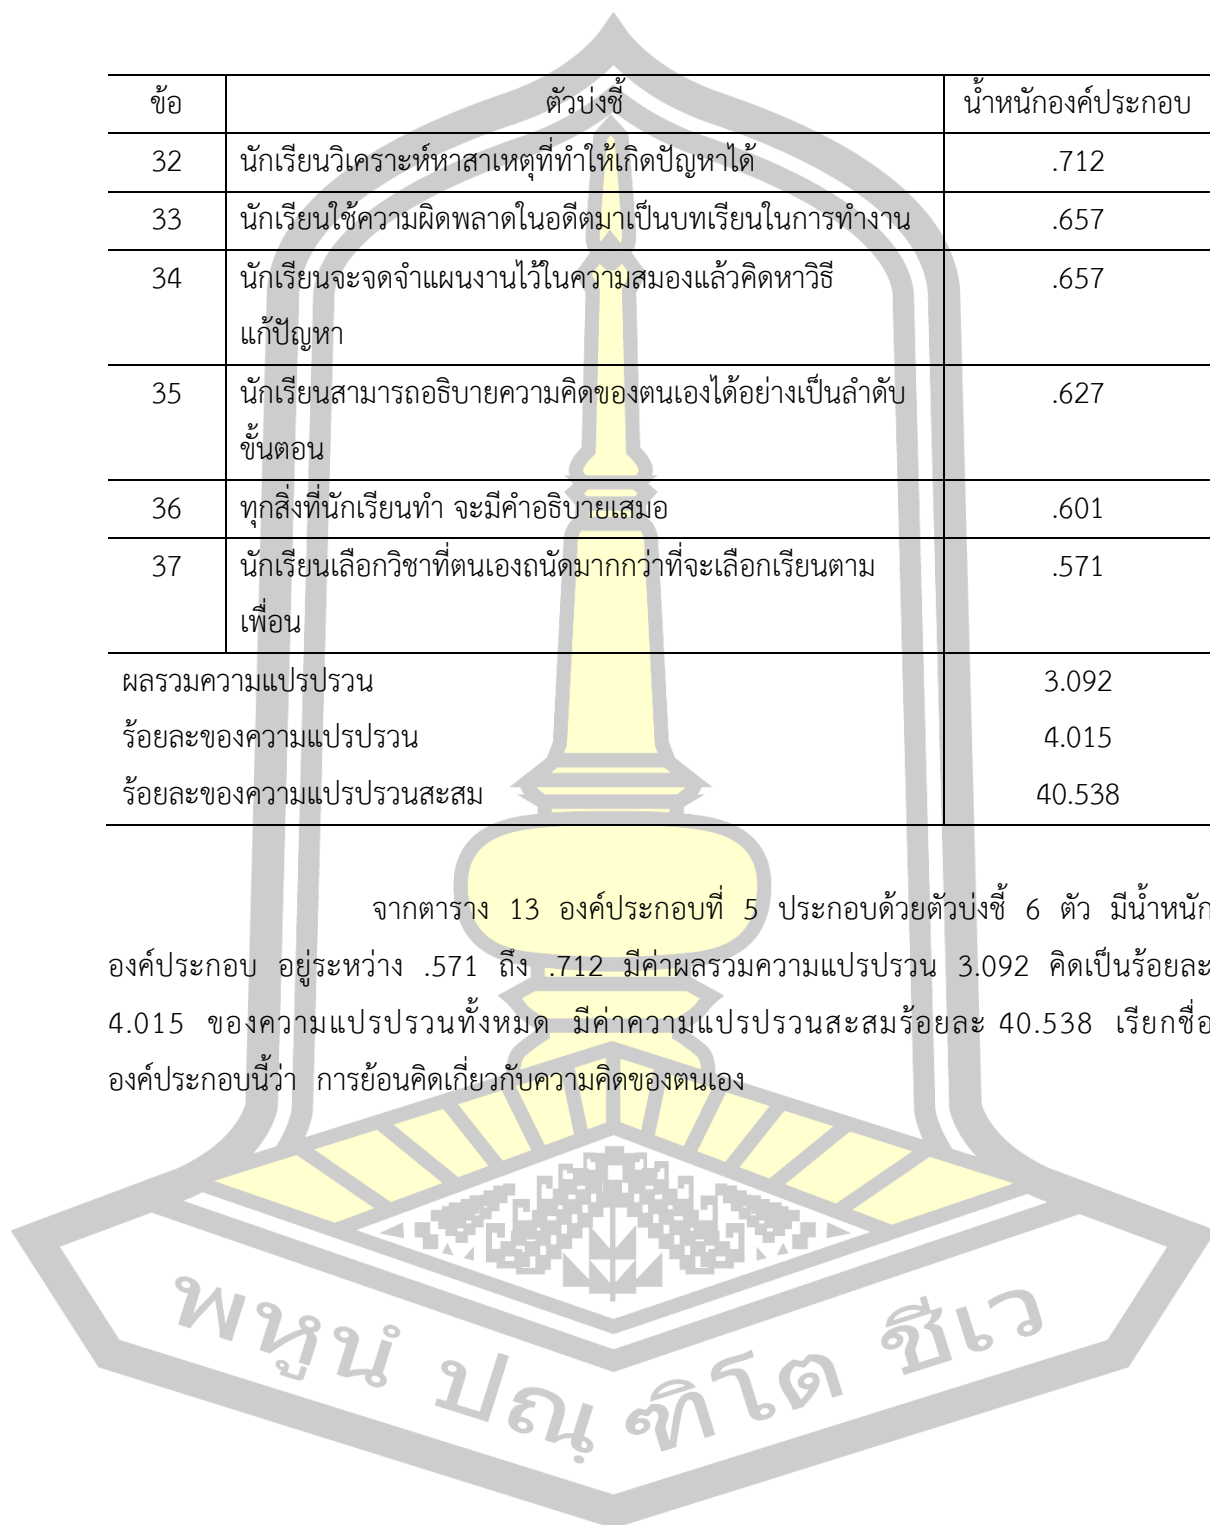 ข้อ ตัวบ่งชี้ น้ำหนักองค์ประกอบ
32 นักเรียนวิเคราะห์หาสาเหตุที่ทำให้เกิดปัญหาได้ .712
33 นักเรียนใช้ความผิดพลาดในอดีตมาเป็นบทเรียนในการทำงาน .657
34 นักเรียนจะจดจำแผนงานไว้ในความสมองแล้วคิดหาวิธี .657
แก้ปัญหา
35 นักเรียนสามารถอธิบายความคิดของตนเองได้อย่างเป็นลำดับ .627
ขั้นตอน
36 ทุกสิ่งที่นักเรียนทำ จะมีคำอธิบายเสมอ .601
37 นักเรียนเลือกวิชาที่ตนเองถนัดมากกว่าที่จะเลือกเรียนตาม .571
เพื่อน
ผลรวมความแปรปรวน 3.092
ร้อยละของความแปรปรวน 4.015
ร้อยละของความแปรปรวนสะสม 40.538
จากตาราง 13 องค์ประกอบที่ 5 ประกอบด้วยตัวบ่งชี้ 6 ตัว มีน้ำหนัก
องค์ประกอบ อยู่ระหว่าง .571 ถึง .712 มีค่าผลรวมความแปรปรวน 3.092 คิดเป็นร้อยละ
4.015 ของความแปรปรวนทั้งหมด มีค่าความแปรปรวนสะสมร้อยละ 40.538 เรียกชื่อ
องค์ประกอบนี้ว่า การย้อนคิดเกี่ยวกับความคิดของตนเอง
พหูนํ ปณฺฑิโต ชีเว